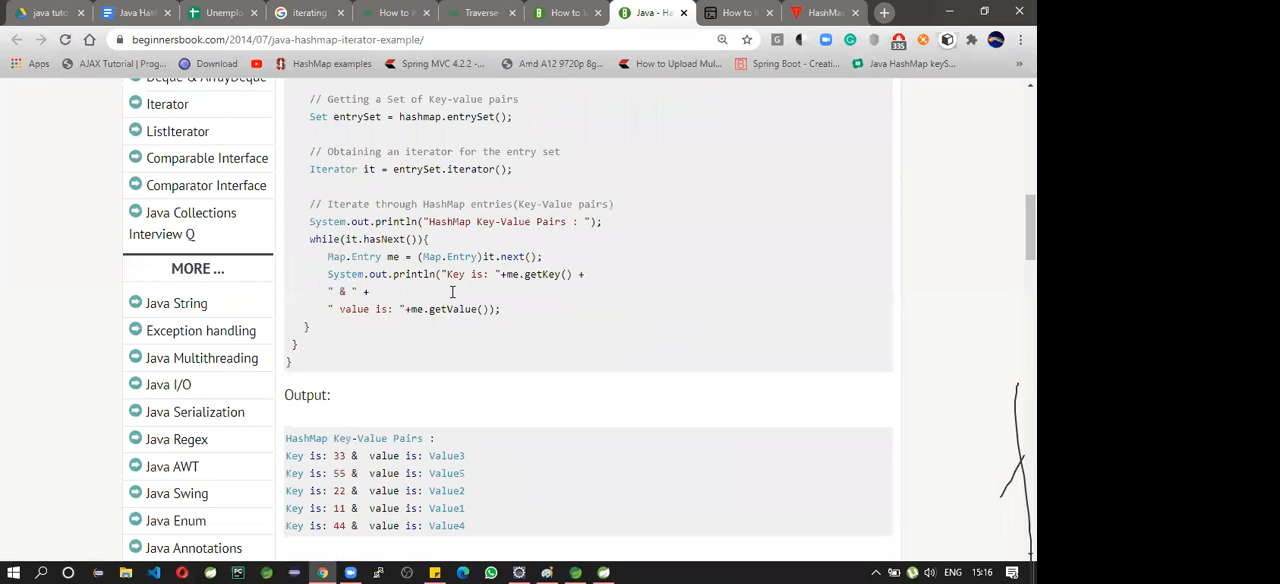 java tuto
Java Has
Unemplo
iterating
How to i
Traverse
How to l
Java - Ha
How to it
HashMa
beginnersbook.com/2014/07/java-hashmap-iterator-example/
335
Apps
AJAX Tutorial | Prog...
Download
HashMap examples
Spring MVC 4.2.2 -...
Amd A12 9720p 8g...
How to Upload Mul...
Spring Boot - Creati...
Java HashMap keyS...
»
Deque & ArrayDeque
Iterator
ListIterator
Comparable Interface
Comparator Interface
Java Collections
Interview Q
MORE ...
Java String
Exception handling
Java Multithreading
Java I/O
Java Serialization
Java Regex
Java AWT
Java Swing
Java Enum
Java Annotations
// Getting a Set of Key-value pairs
Set entrySet = hashmap.entrySet();
// Obtaining an iterator for the entry set
Iterator it = entrySet.iterator();
// Iterate through HashMap entries(Key-Value pairs)
System.out.println("HashMap Key-Value Pairs : ");
while(it.hasNext()){
Map.Entry me = (Map.Entry)it.next();
System.out.println("Key is: "+me.getKey() +
" & " +
" value is: "+me.getValue());
}
}
}
Output:
HashMap Key-Value Pairs :
Key is: 33 &  value is: Value3
Key is: 55 &  value is: Value5
Key is: 22 &  value is: Value2
Key is: 11 &  value is: Value1
Key is: 44 &  value is: Value4
ENG
15:16